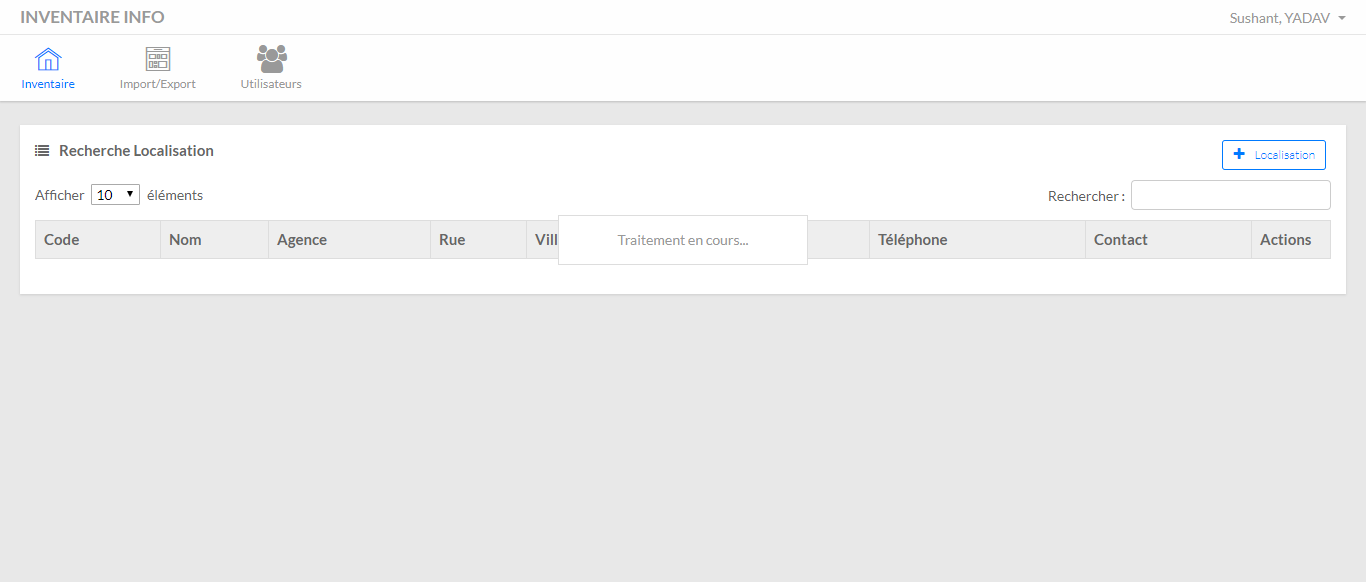 INVENTAIRE INFO
Sushant, YADAV
Inventaire
Import/Export
Utilisateurs
Recherche Localisation
Localisation
Afficher 10 éléments
Rechercher :
Code Nom Agence Rue Vill Téléphone Contact Actions
Traitement en cours...